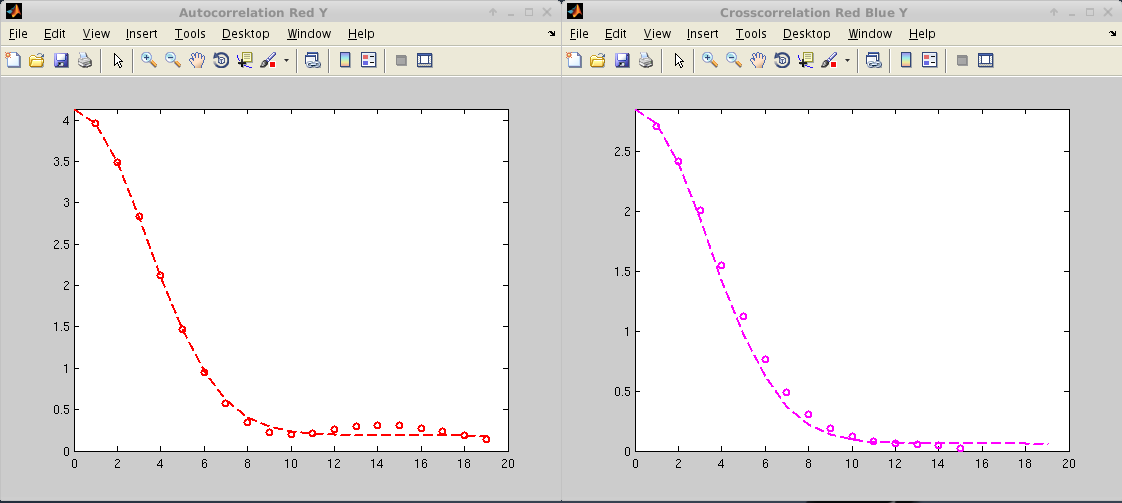 Autocorrelation Red Y
File Edit View Insert Tools Desktop Window Help
4
3.5
3
2.5
2
1.5
1
0.5
0
0 2 4 6 8 10 12 14 16 18 20
Crosscorrelation Red Blue Y
File Edit View Insert Tools Desktop Window Help
2.5
2
1.5
1
0.5
0
0 2 4 6 8 10 12 14 16 18 20